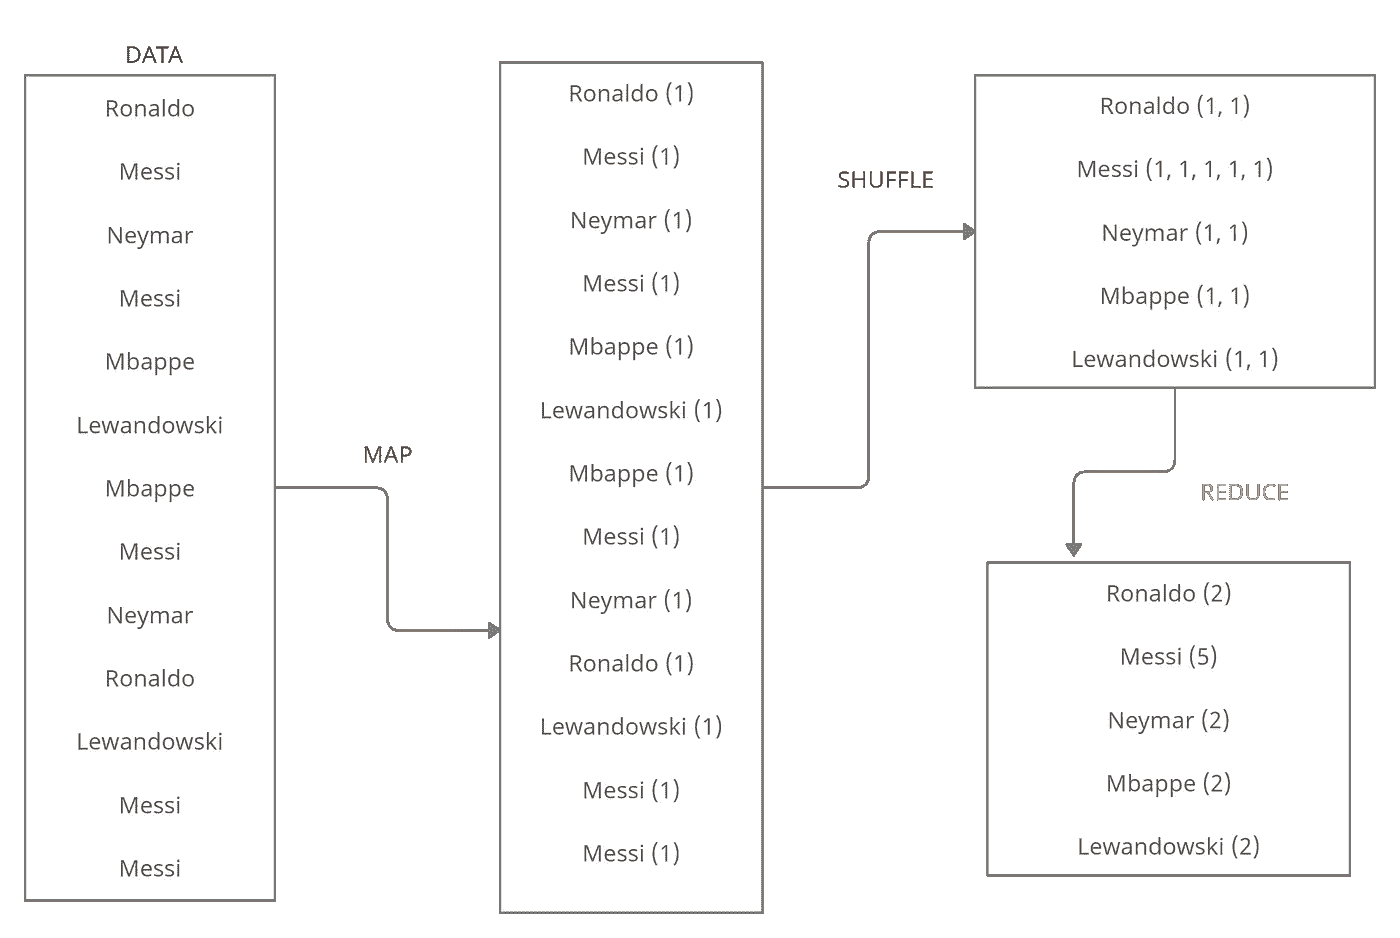 DATA
Ronaldo
Messi
Neymar
Messi
Mbappe
Lewandowski
Mbappe
Messi
Neymar
Ronaldo
Lewandowski
Messi
Messi
MAP
Ronaldo (1)
Messi (1)
Neymar (1)
Messi (1)
Mbappe (1)
Lewandowski (1)
Mbappe (1)
Messi (1)
Neymar (1)
Ronaldo (1)
Lewandowski (1)
Messi (1)
Messi (1)
SHUFFLE
Ronaldo (1, 1)
Messi (1, 1, 1, 1, 1)
Neymar (1, 1)
Mbappe (1, 1)
Lewandowski (1, 1)
REDUCE
Ronaldo (2)
Messi (5)
Neymar (2)
Mbappe (2)
Lewandowski (2)